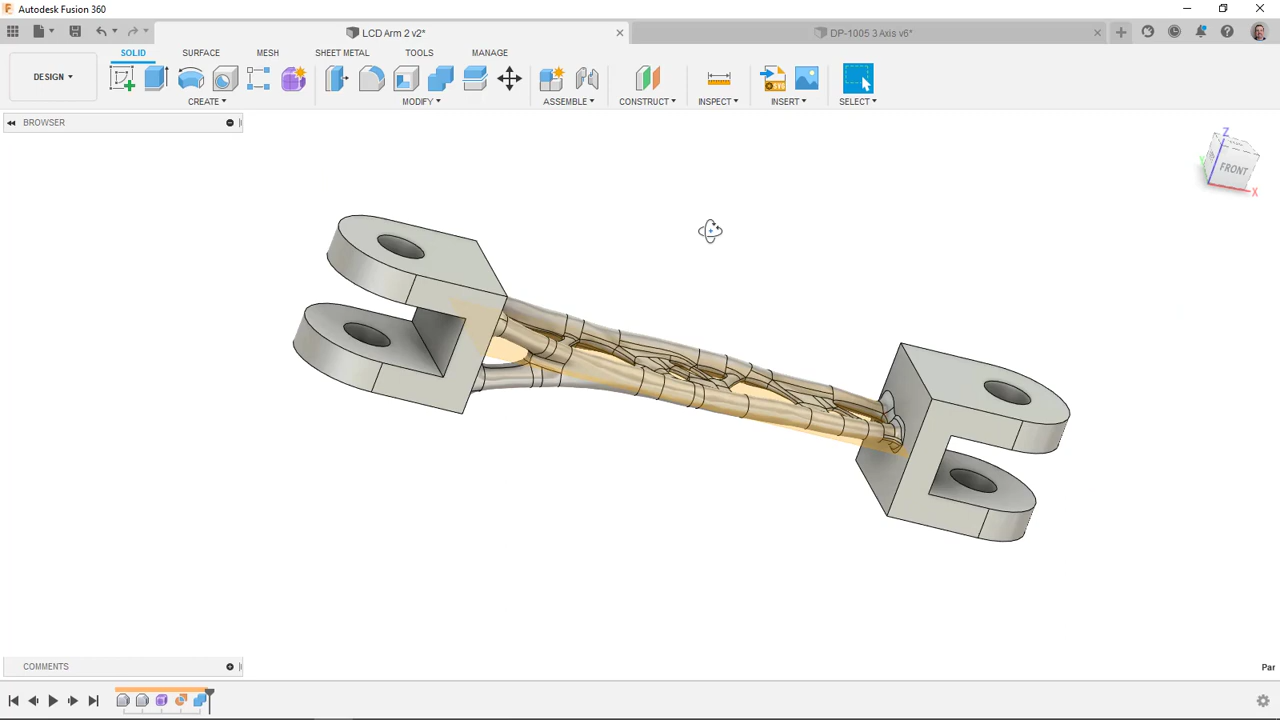 Autodesk Fusion 360
LCD Arm 2 v2*
DP-1005 3 Axis v6*
SOLID SURFACE MESH SHEET METAL TOOLS MANAGE
DESIGN
CREATE MODIFY ASSEMBLE CONSTRUCT INSPECT INSERT SELECT
BROWSER
Z
Y
FRONT
X
COMMENTS
Par